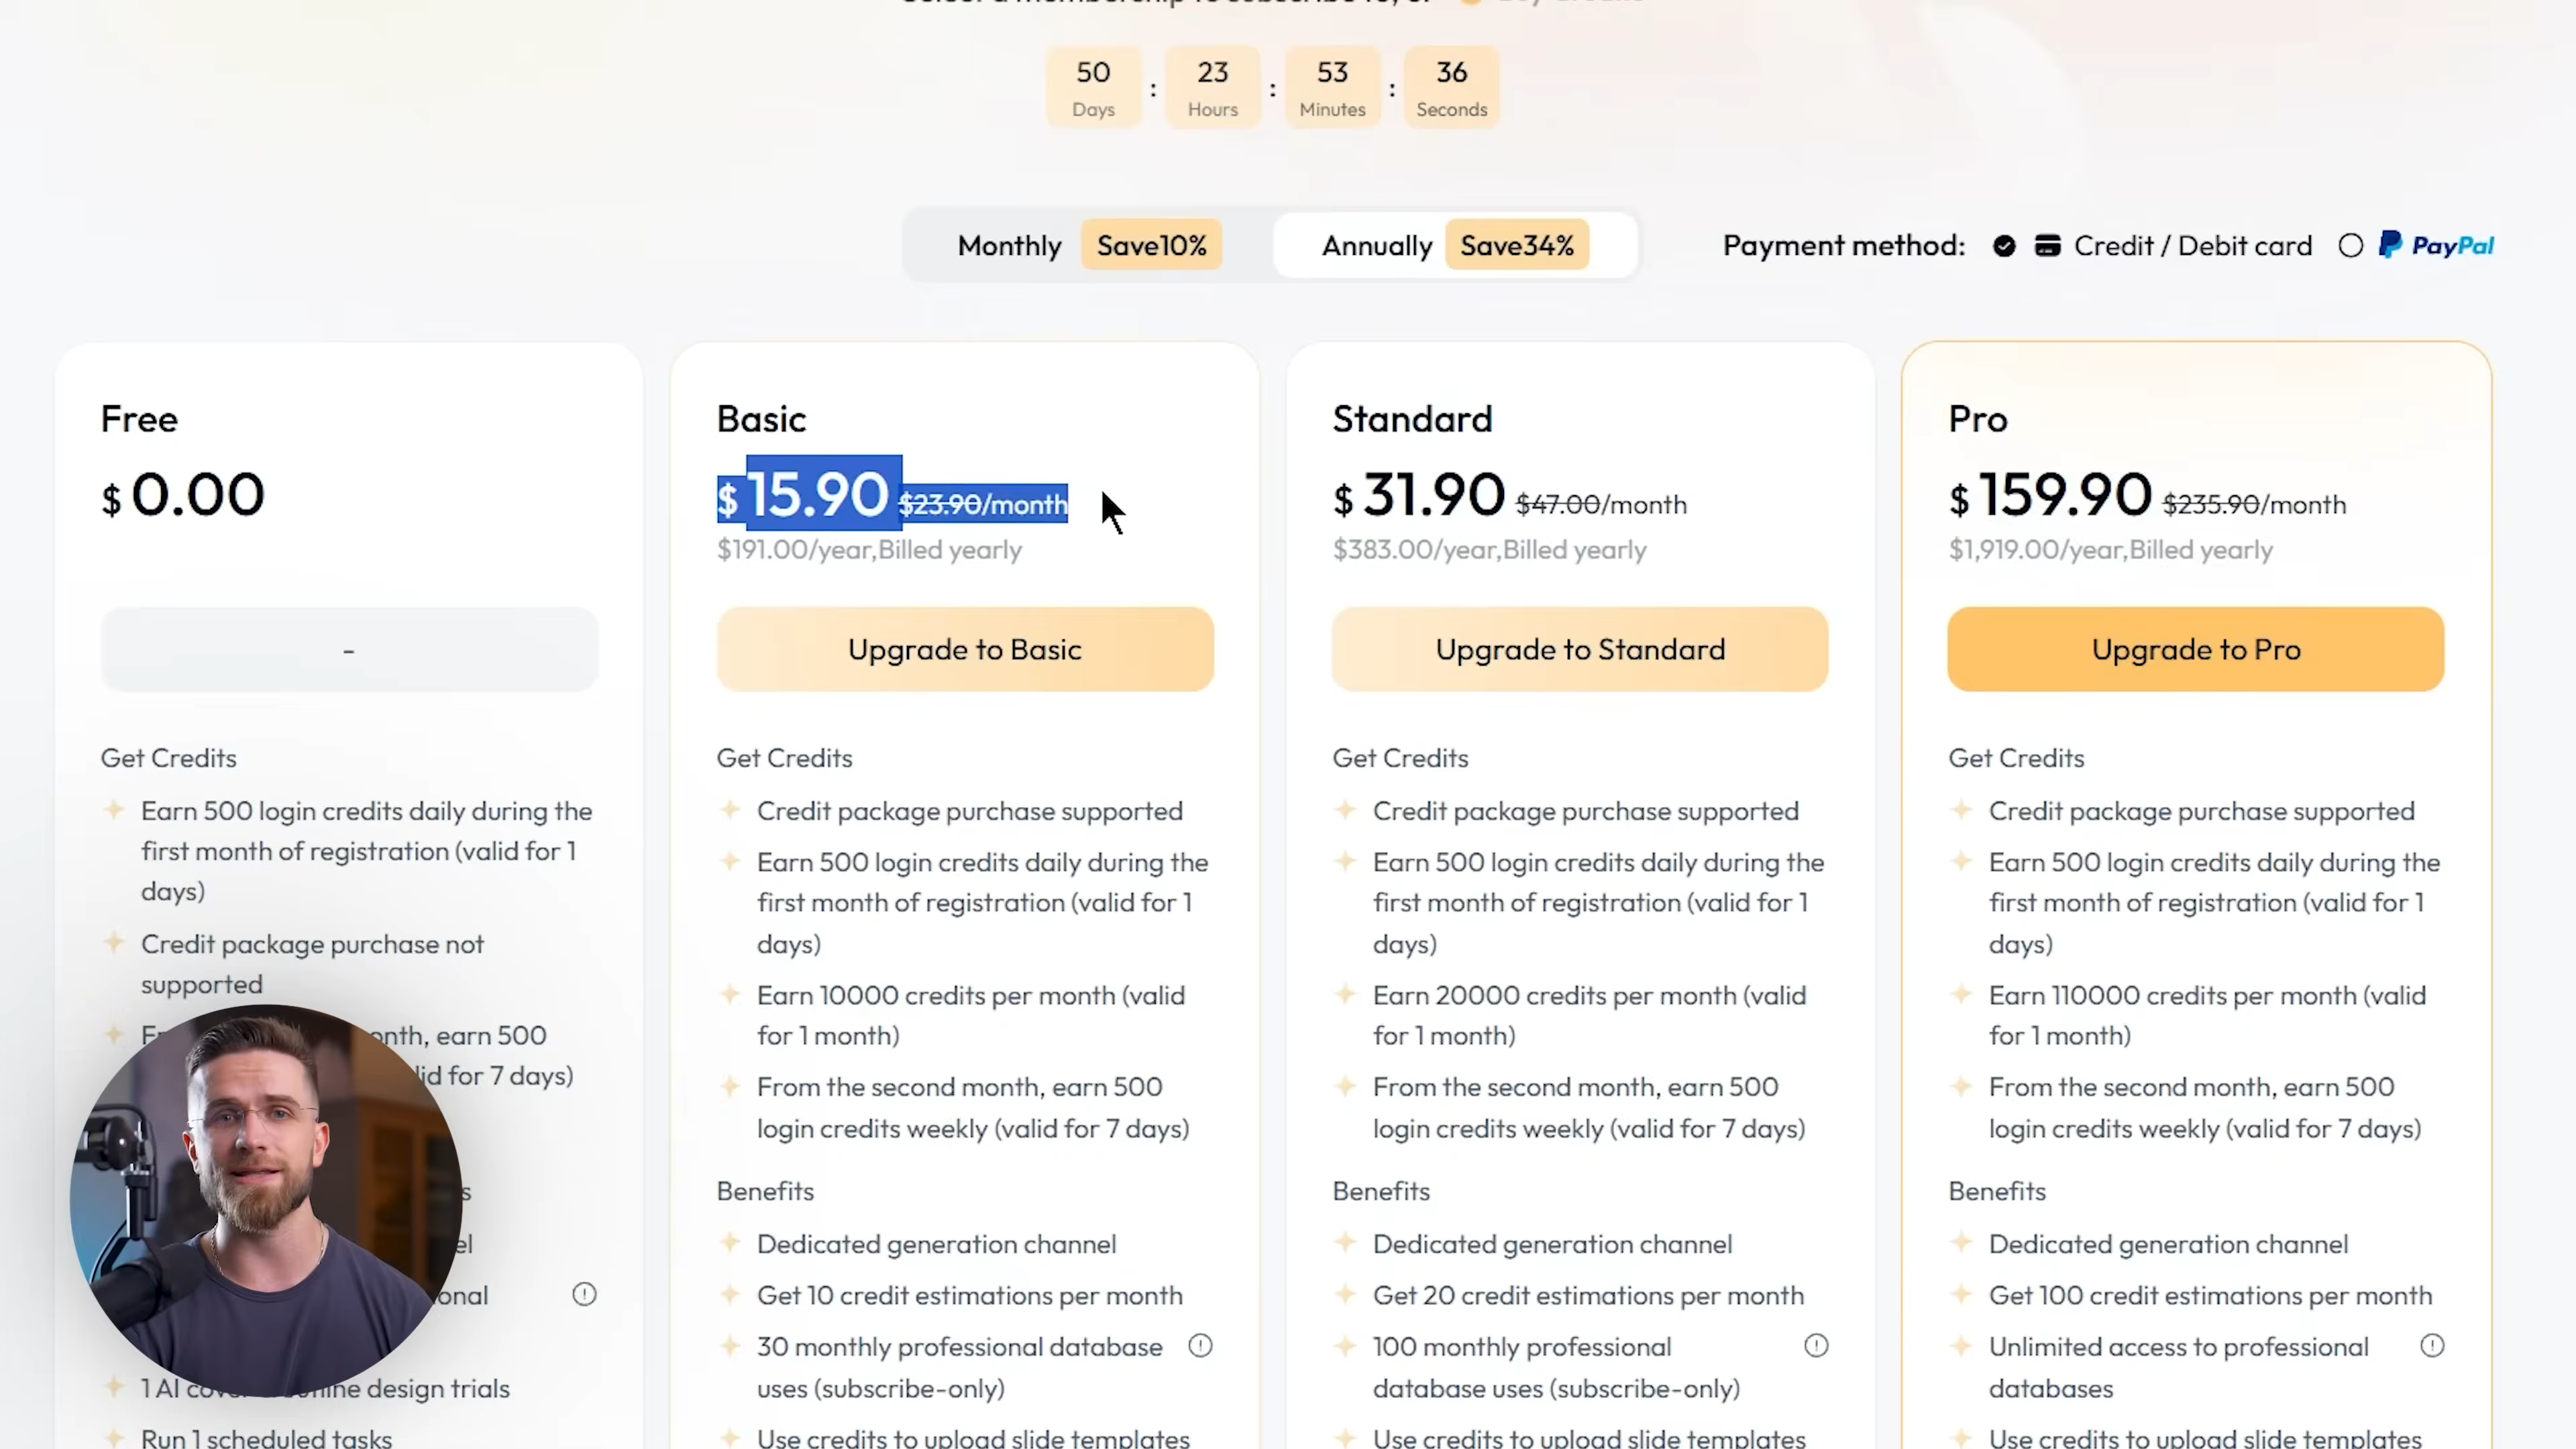 50 : 23 : 53 : 36
Days Hours Minutes Seconds
Monthly Save10% Annually Save34% Payment method: Credit / Debit card PayPal
Free
$ 0.00
-
Get Credits
Earn 500 login credits daily during the
first month of registration (valid for 1
days)
Credit package purchase not
supported
earn 500
for 7 days)
design trials
Run 1 scheduled tasks
Basic
$ 15.90 $23.90/month
$191.00/year,Billed yearly
Upgrade to Basic
Get Credits
Credit package purchase supported
Earn 500 login credits daily during the
first month of registration (valid for 1
days)
Earn 10000 credits per month (valid
for 1 month)
From the second month, earn 500
login credits weekly (valid for 7 days)
Benefits
Dedicated generation channel
Get 10 credit estimations per month
30 monthly professional database
uses (subscribe-only)
Use credits to upload slide templates
Standard
$ 31.90 $47.00/month
$383.00/year,Billed yearly
Upgrade to Standard
Get Credits
Credit package purchase supported
Earn 500 login credits daily during the
first month of registration (valid for 1
days)
Earn 20000 credits per month (valid
for 1 month)
From the second month, earn 500
login credits weekly (valid for 7 days)
Benefits
Dedicated generation channel
Get 20 credit estimations per month
100 monthly professional
database uses (subscribe-only)
Use credits to upload slide templates
Pro
$ 159.90 $235.90/month
$1,919.00/year,Billed yearly
Upgrade to Pro
Get Credits
Credit package purchase supported
Earn 500 login credits daily during the
first month of registration (valid for 1
days)
Earn 110000 credits per month (valid
for 1 month)
From the second month, earn 500
login credits weekly (valid for 7 days)
Benefits
Dedicated generation channel
Get 100 credit estimations per month
Unlimited access to professional
databases
Use credits to upload slide templates